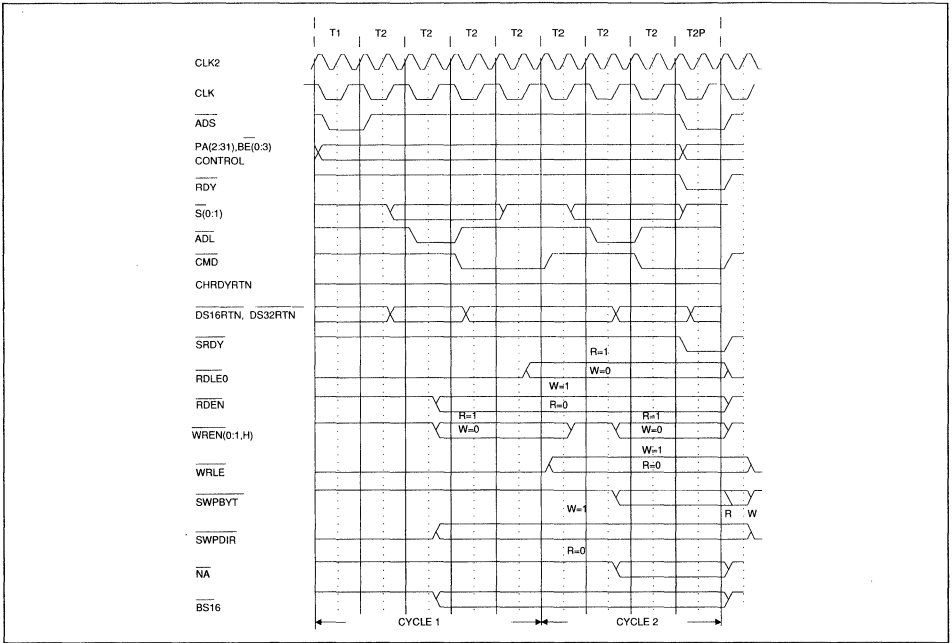 T1 T2 T2 T2 T2 T2 T2 T2 T2P
CLK2
CLK
ADS
PA(2:31),BE(0:3)
CONTROL
RDY
S(0:1)
ADL
CMD
CHRDYRTN
DS16RTN, DS32RTN
SRDY
R=1
RDLE0
W=0
W=1
RDEN
R=0
R=1
R=1
WREN(0:1,H)
W=0
W=0
W=1
WRLE
R=0
SWPBYT
W=1
R W
SWPDIR
R=0
NA
BS16
CYCLE 1
CYCLE 2